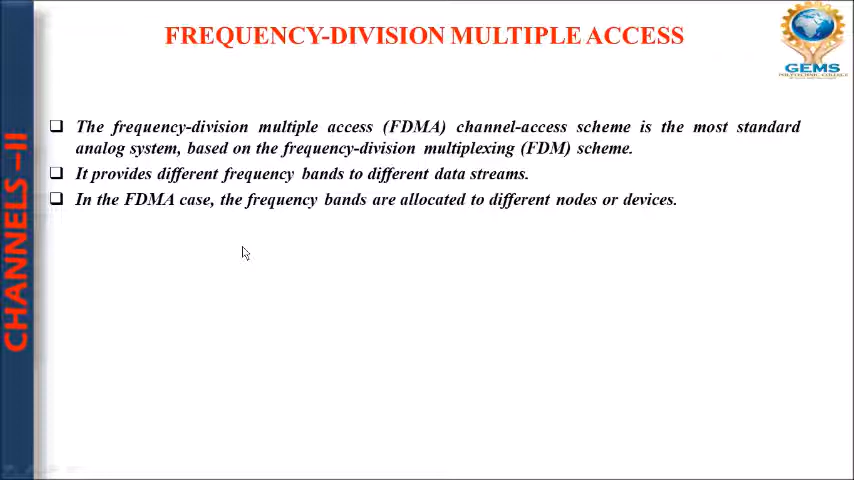 FREQUENCY-DIVISION MULTIPLE ACCESS
GEMS
POLYTECHNIC COLLEGE
CHANNELS –II
The frequency-division multiple access (FDMA) channel-access scheme is the most standard
analog system, based on the frequency-division multiplexing (FDM) scheme.
It provides different frequency bands to different data streams.
In the FDMA case, the frequency bands are allocated to different nodes or devices.